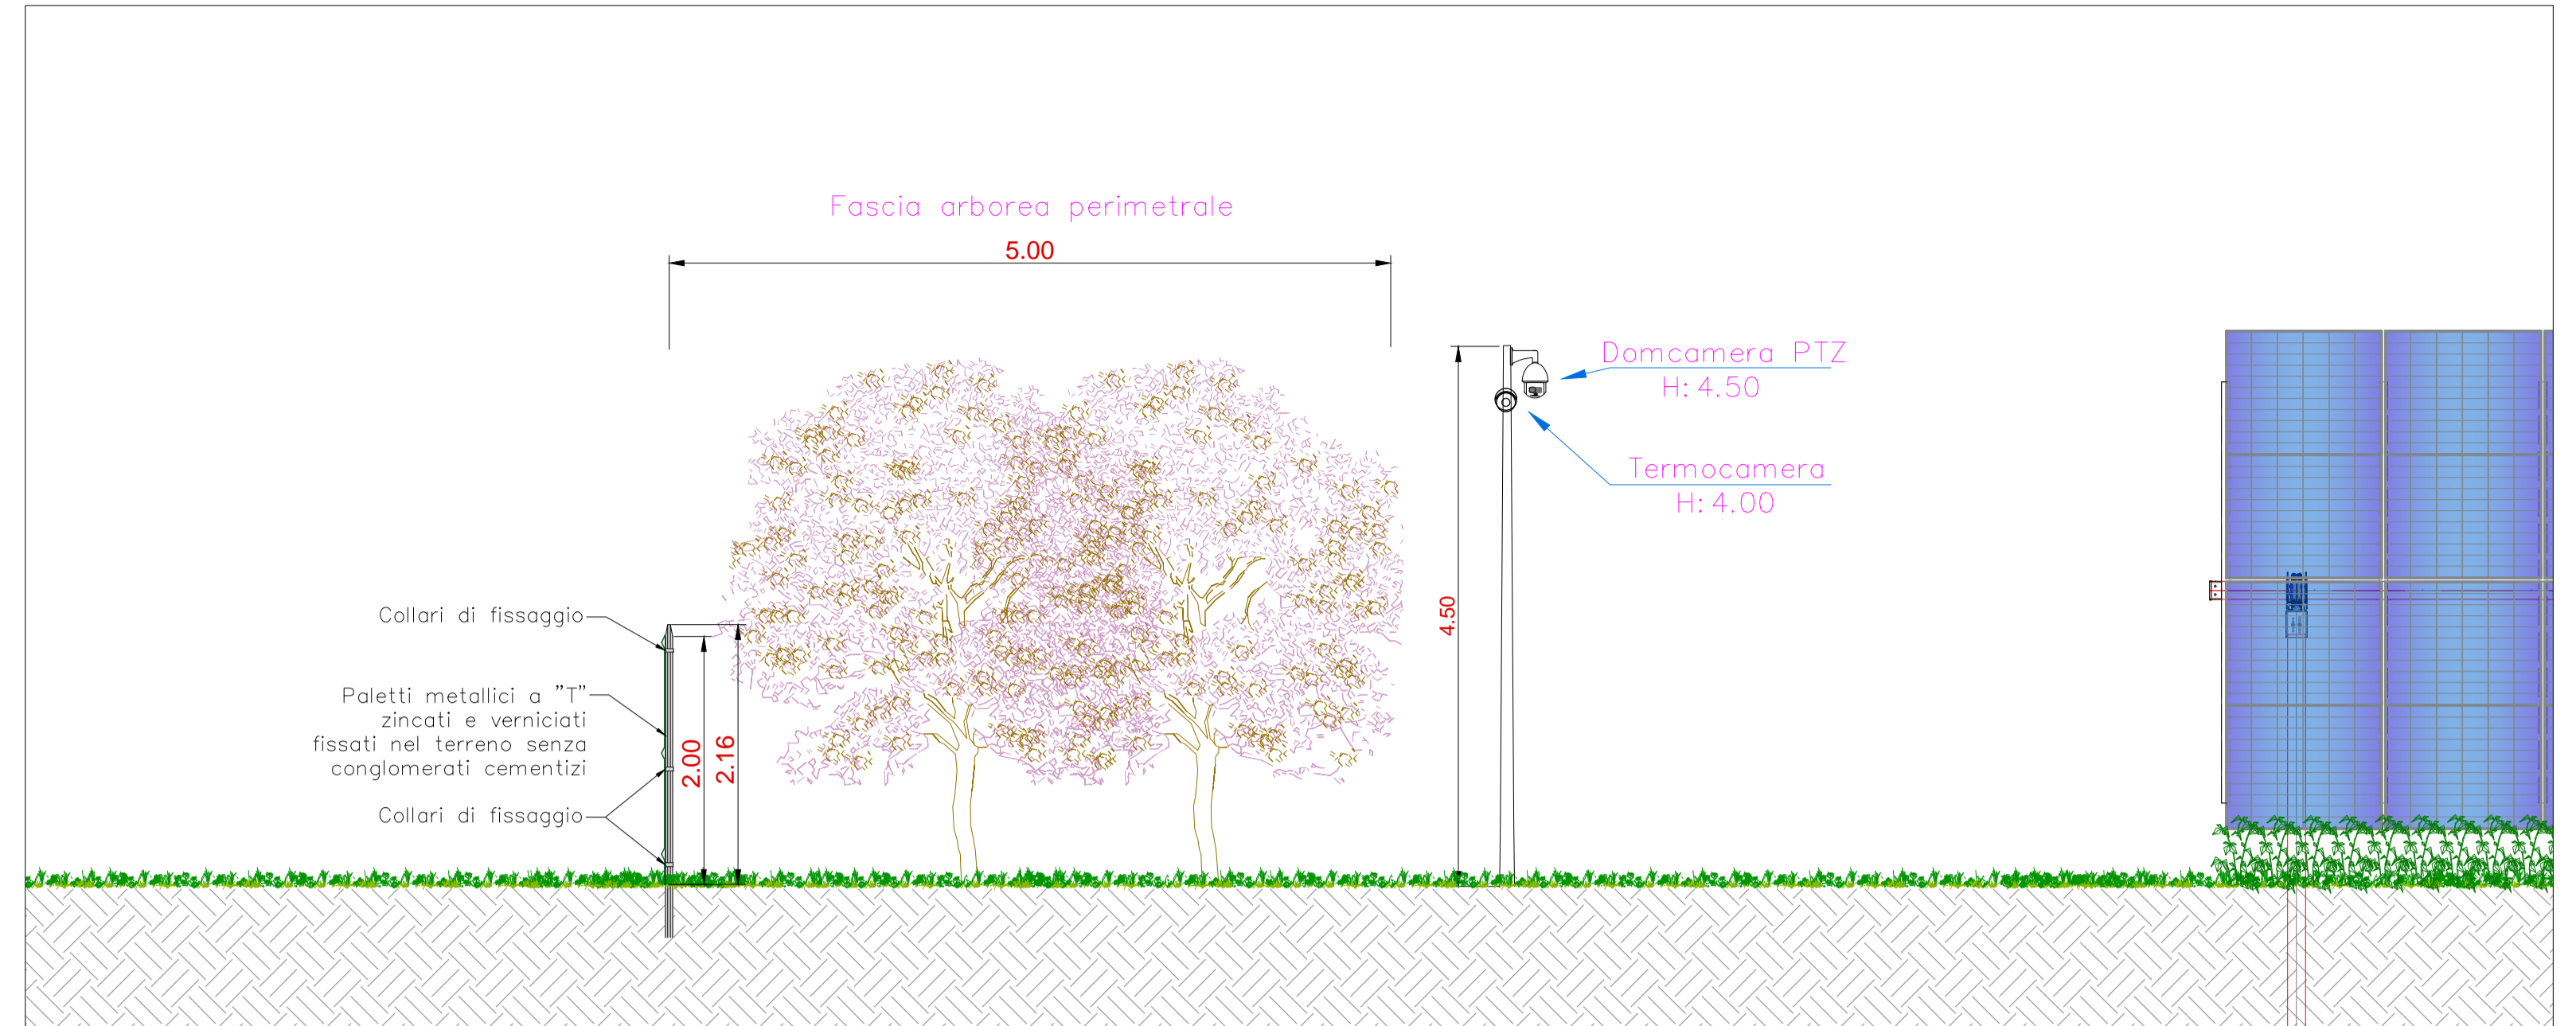 Fascia arborea perimetrale
5.00
Domcamera PTZ
H: 4.50
Termocamera
H: 4.00
4.50
Collari di fissaggio
Paletti metallici a "T"
zincati e verniciati
fissati nel terreno senza
conglomerati cementizi
Collari di fissaggio
2.00
2.16